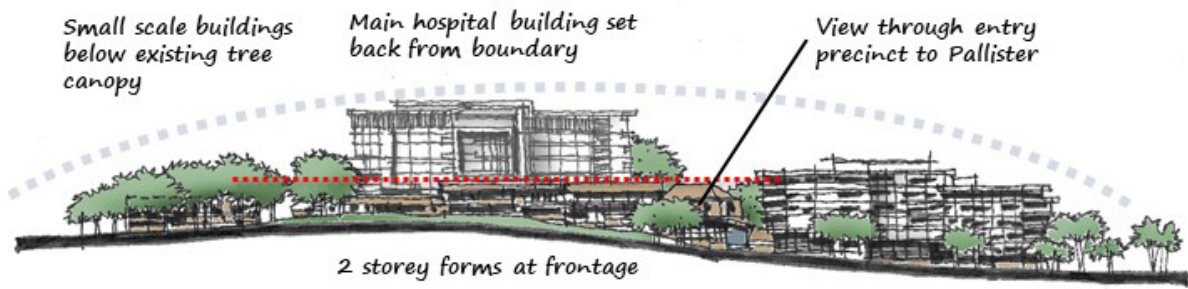 Small scale buildings
below existing tree
canopy
Main hospital building set
back from boundary
View through entry
precinct to Pallister
2 storey forms at frontage